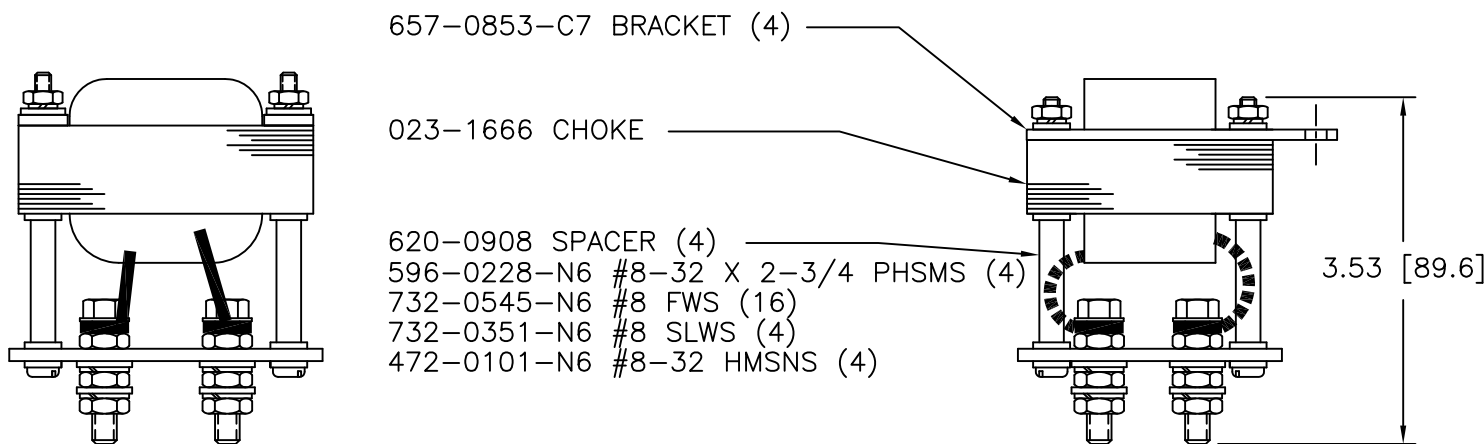 657-0853-C7 BRACKET (4)
023-1666 CHOKE
620-0908 SPACER (4)
596-0228-N6 #8-32 X 2-3/4 PHSMS (4)
732-0545-N6 #8 FWS (16)
732-0351-N6 #8 SLWS (4)
472-0101-N6 #8-32 HMSNS (4)
3.53 [89.6]